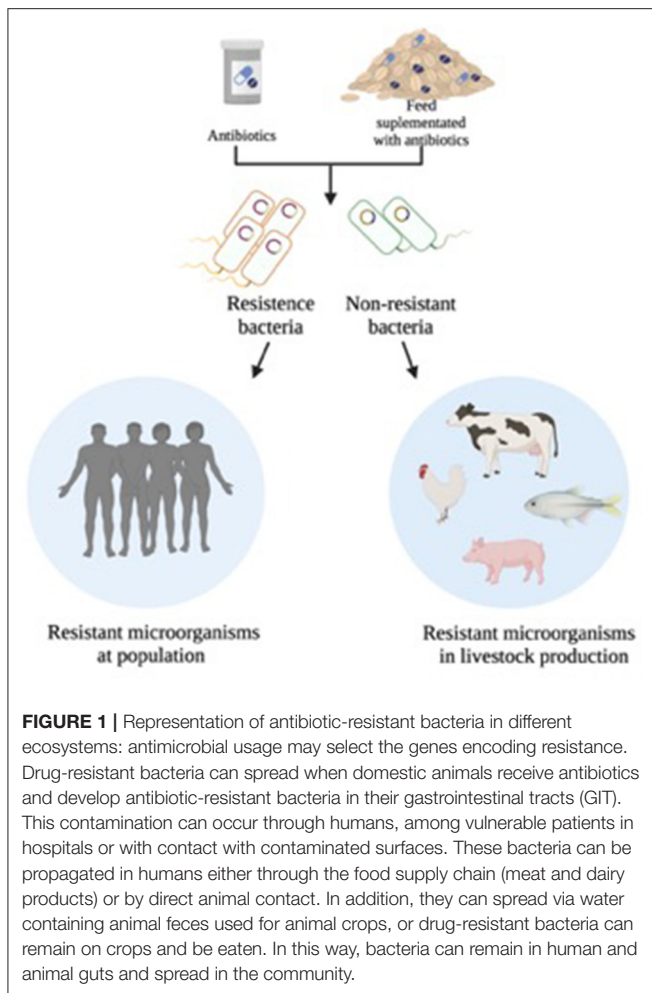 Antibiotics
Feed
suplementated
with antibiotics
Resistence
bacteria
Non-resistant
bacteria
Resistant microorganisms
at population
Resistant microorganisms
in livestock production
FIGURE 1 | Representation of antibiotic-resistant bacteria in different
ecosystems: antimicrobial usage may select the genes encoding resistance.
Drug-resistant bacteria can spread when domestic animals receive antibiotics
and develop antibiotic-resistant bacteria in their gastrointestinal tracts (GIT).
This contamination can occur through humans, among vulnerable patients in
hospitals or with contact with contaminated surfaces. These bacteria can be
propagated in humans either through the food supply chain (meat and dairy
products) or by direct animal contact. In addition, they can spread via water
containing animal feces used for animal crops, or drug-resistant bacteria can
remain on crops and be eaten. In this way, bacteria can remain in human and
animal guts and spread in the community.